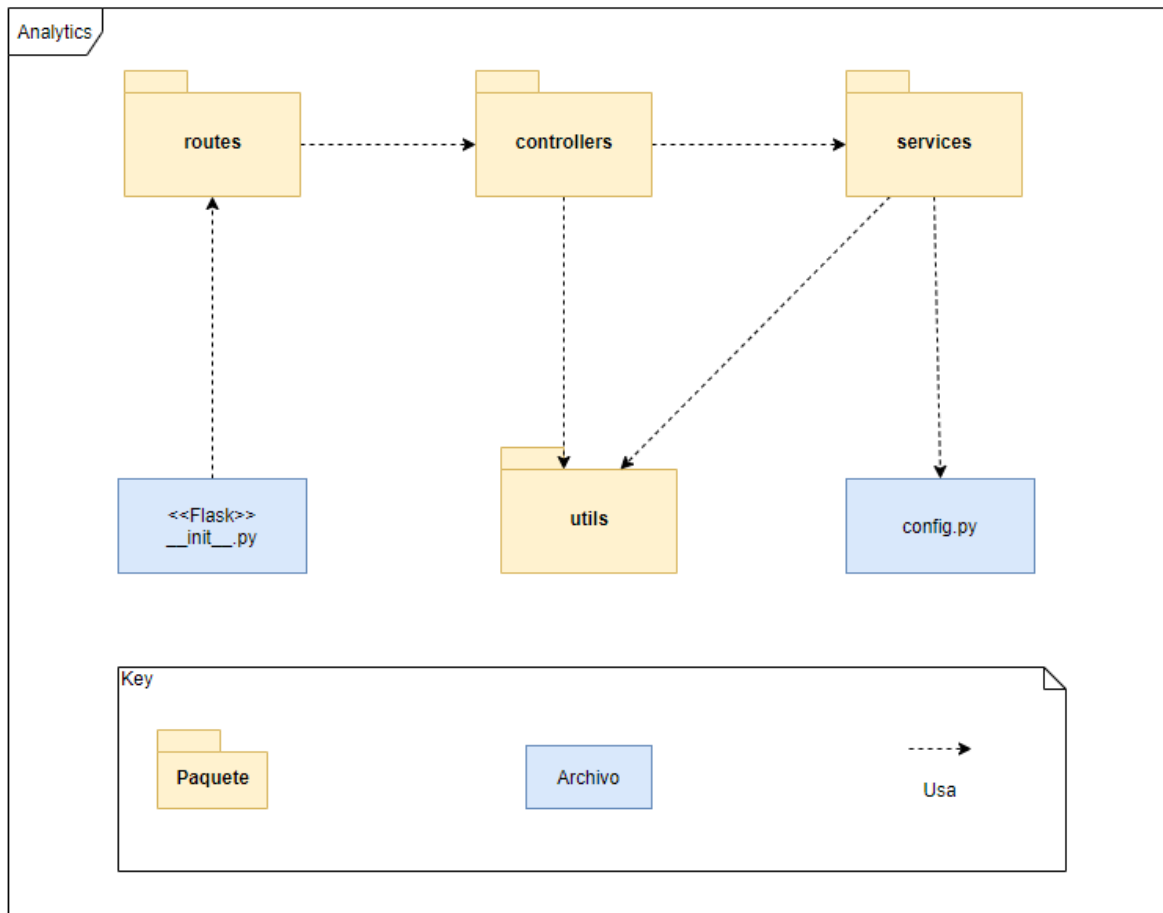 Analytics
routes
controllers
services
<<Flask>>
__init__.py
utils
config.py
Key
Paquete
Archivo
Usa